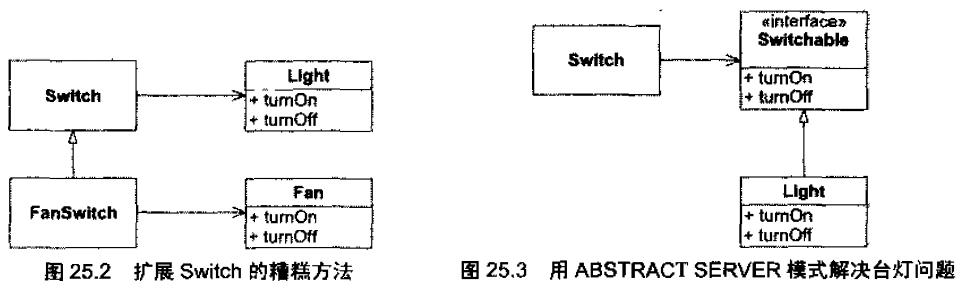 Switch
Light
+ turnOn
+ turnOff
FanSwitch
Fan
+ turnOn
+ turnOff
图 25.2 扩展 Switch 的糟糕方法
Switch
«interface»
Switchable
+ turnOn
+ turnOff
Light
+ turnOn
+ turnOff
图 25.3 用 ABSTRACT SERVER 模式解决台灯问题